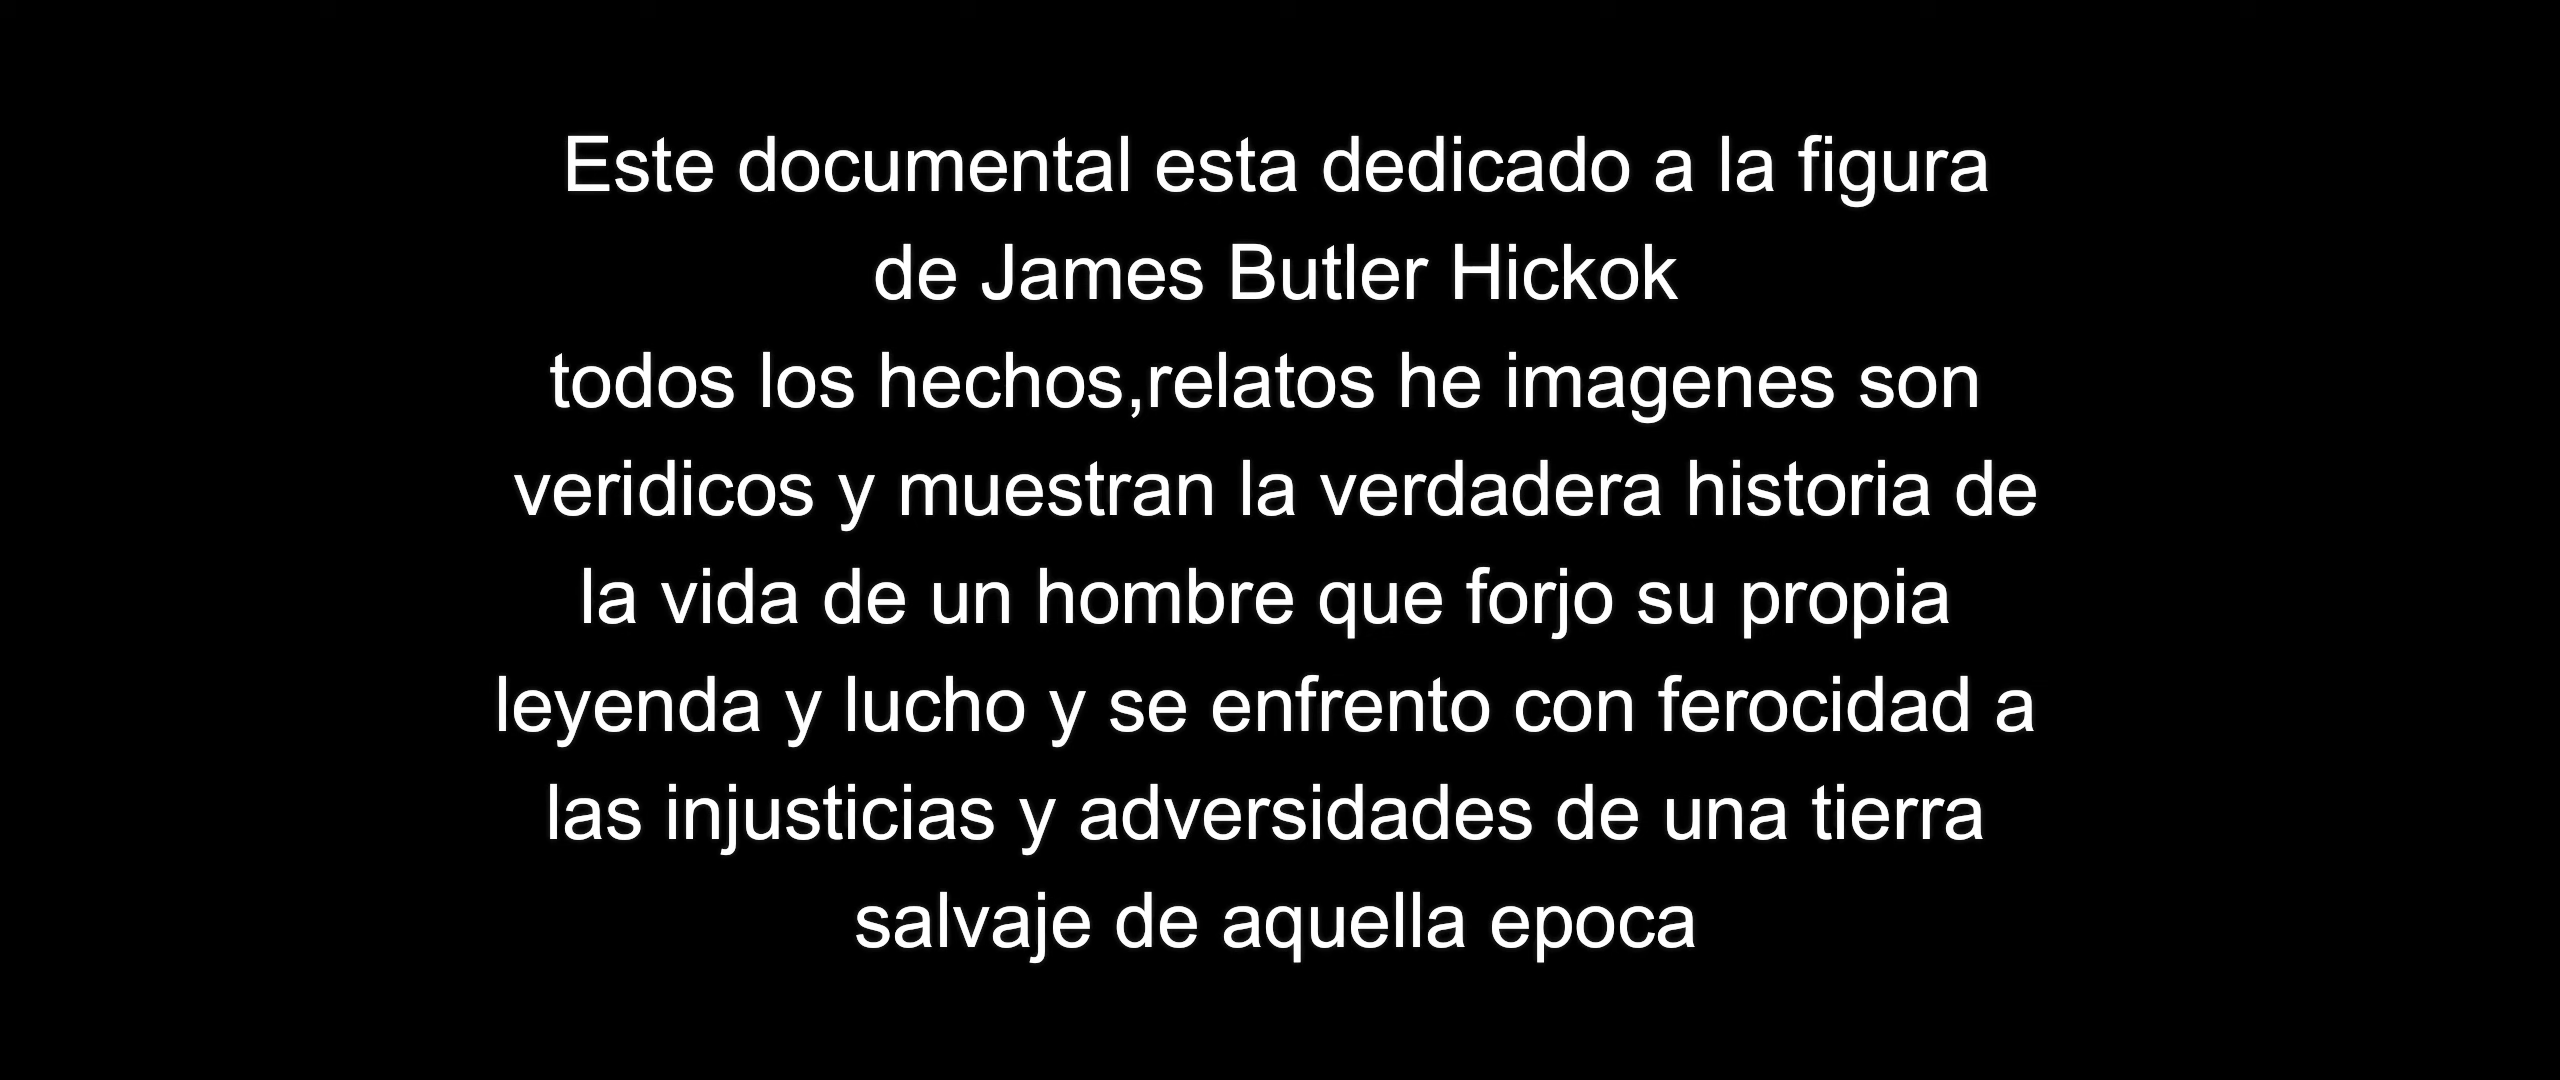 Este documental esta dedicado a la figura
de James Butler Hickok
todos los hechos,relatos he imagenes son
veridicos y muestran la verdadera historia de
la vida de un hombre que forjo su propia
leyenda y lucho y se enfrento con ferocidad a
las injusticias y adversidades de una tierra
salvaje de aquella epoca